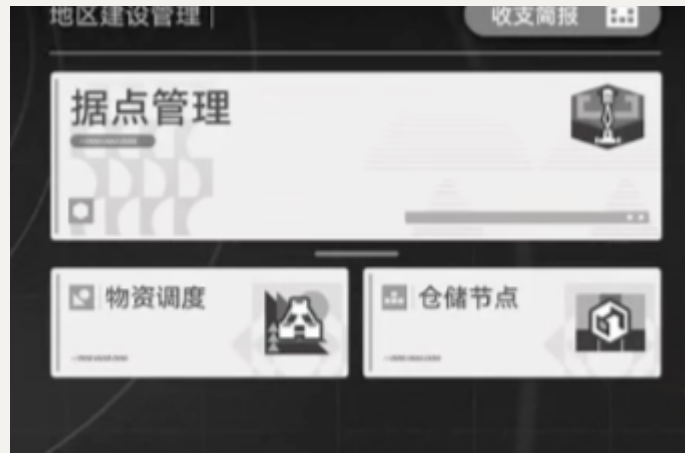 地区建设管理
收支简报
据点管理
物资调度
仓储节点